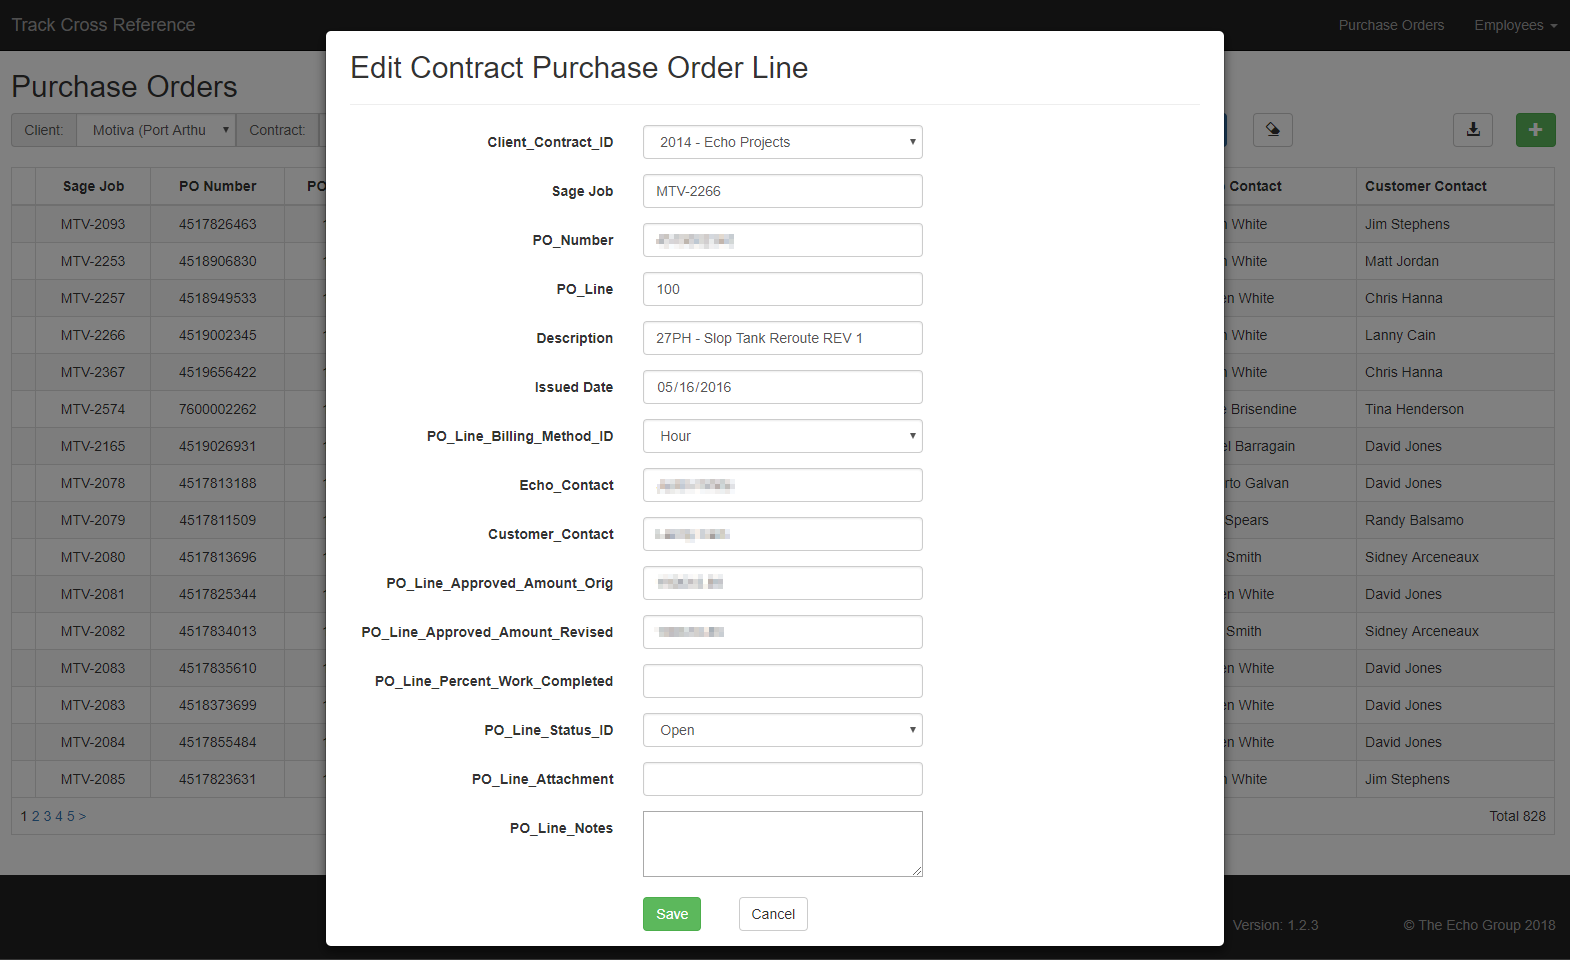 Track Cross Reference
Purchase Orders
Employees
Purchase Orders
Client:
Motiva (Port Arthu
Contract:
Sage Job
PO Number
PO
Contact
Customer Contact
MTV-2093
4517826463
White
Jim Stephens
MTV-2253
4518906830
White
Matt Jordan
MTV-2257
4518949533
en White
Chris Hanna
MTV-2266
4519002345
White
Lanny Cain
MTV-2367
4519656422
White
Chris Hanna
MTV-2574
7600002262
Brisendine
Tina Henderson
MTV-2165
4519026931
el Barragain
David Jones
MTV-2078
4517813188
rto Galvan
David Jones
MTV-2079
4517811509
Spears
Randy Balsamo
MTV-2080
4517813696
Smith
Sidney Arceneaux
MTV-2081
4517825344
en White
David Jones
MTV-2082
4517834013
Smith
Sidney Arceneaux
MTV-2083
4517835610
en White
David Jones
MTV-2083
4518373699
en White
David Jones
MTV-2084
4517855484
en White
David Jones
MTV-2085
4517823631
White
Jim Stephens
1 2 3 4 5 >
Total 828
Edit Contract Purchase Order Line
Client_Contract_ID
2014 - Echo Projects
Sage Job
MTV-2266
PO_Number
PO_Line
100
Description
27PH - Slop Tank Reroute REV 1
Issued Date
05/16/2016
PO_Line_Billing_Method_ID
Hour
Echo_Contact
Customer_Contact
PO_Line_Approved_Amount_Orig
PO_Line_Approved_Amount_Revised
PO_Line_Percent_Work_Completed
PO_Line_Status_ID
Open
PO_Line_Attachment
PO_Line_Notes
Save
Cancel
Version: 1.2.3
© The Echo Group 2018